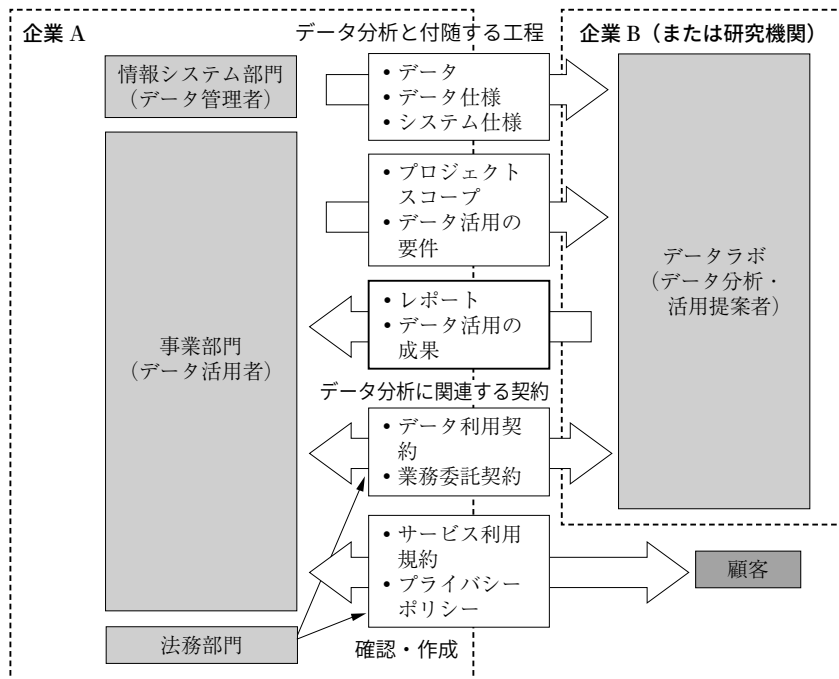 企業 A
データ分析と付随する工程
企業 B（または研究機関）
情報システム部門
（データ管理者）
• データ
• データ仕様
• システム仕様
• プロジェクト
スコープ
• データ活用の
要件
データラボ
（データ分析・
活用提案者）
• レポート
• データ活用の
成果
事業部門
（データ活用者）
データ分析に関連する契約
• データ利用契
約
• 業務委託契約
• サービス利用
規約
• プライバシー
ポリシー
顧客
法務部門
確認・作成